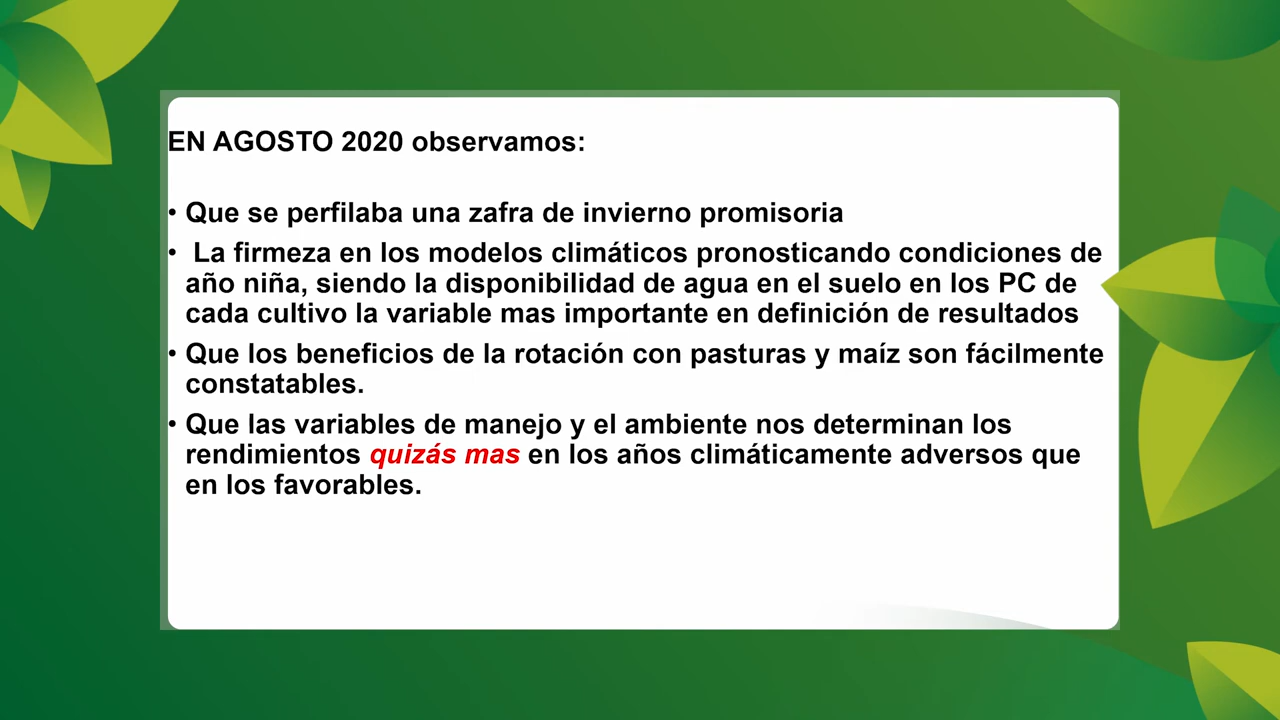 EN AGOSTO 2020 observamos:
• Que se perfilaba una zafra de invierno promisoria
• La firmeza en los modelos climáticos pronosticando condiciones de
año niña, siendo la disponibilidad de agua en el suelo en los PC de
cada cultivo la variable mas importante en definición de resultados
• Que los beneficios de la rotación con pasturas y maíz son fácilmente
constatables.
• Que las variables de manejo y el ambiente nos determinan los
rendimientos quizás mas en los años climáticamente adversos que
en los favorables.